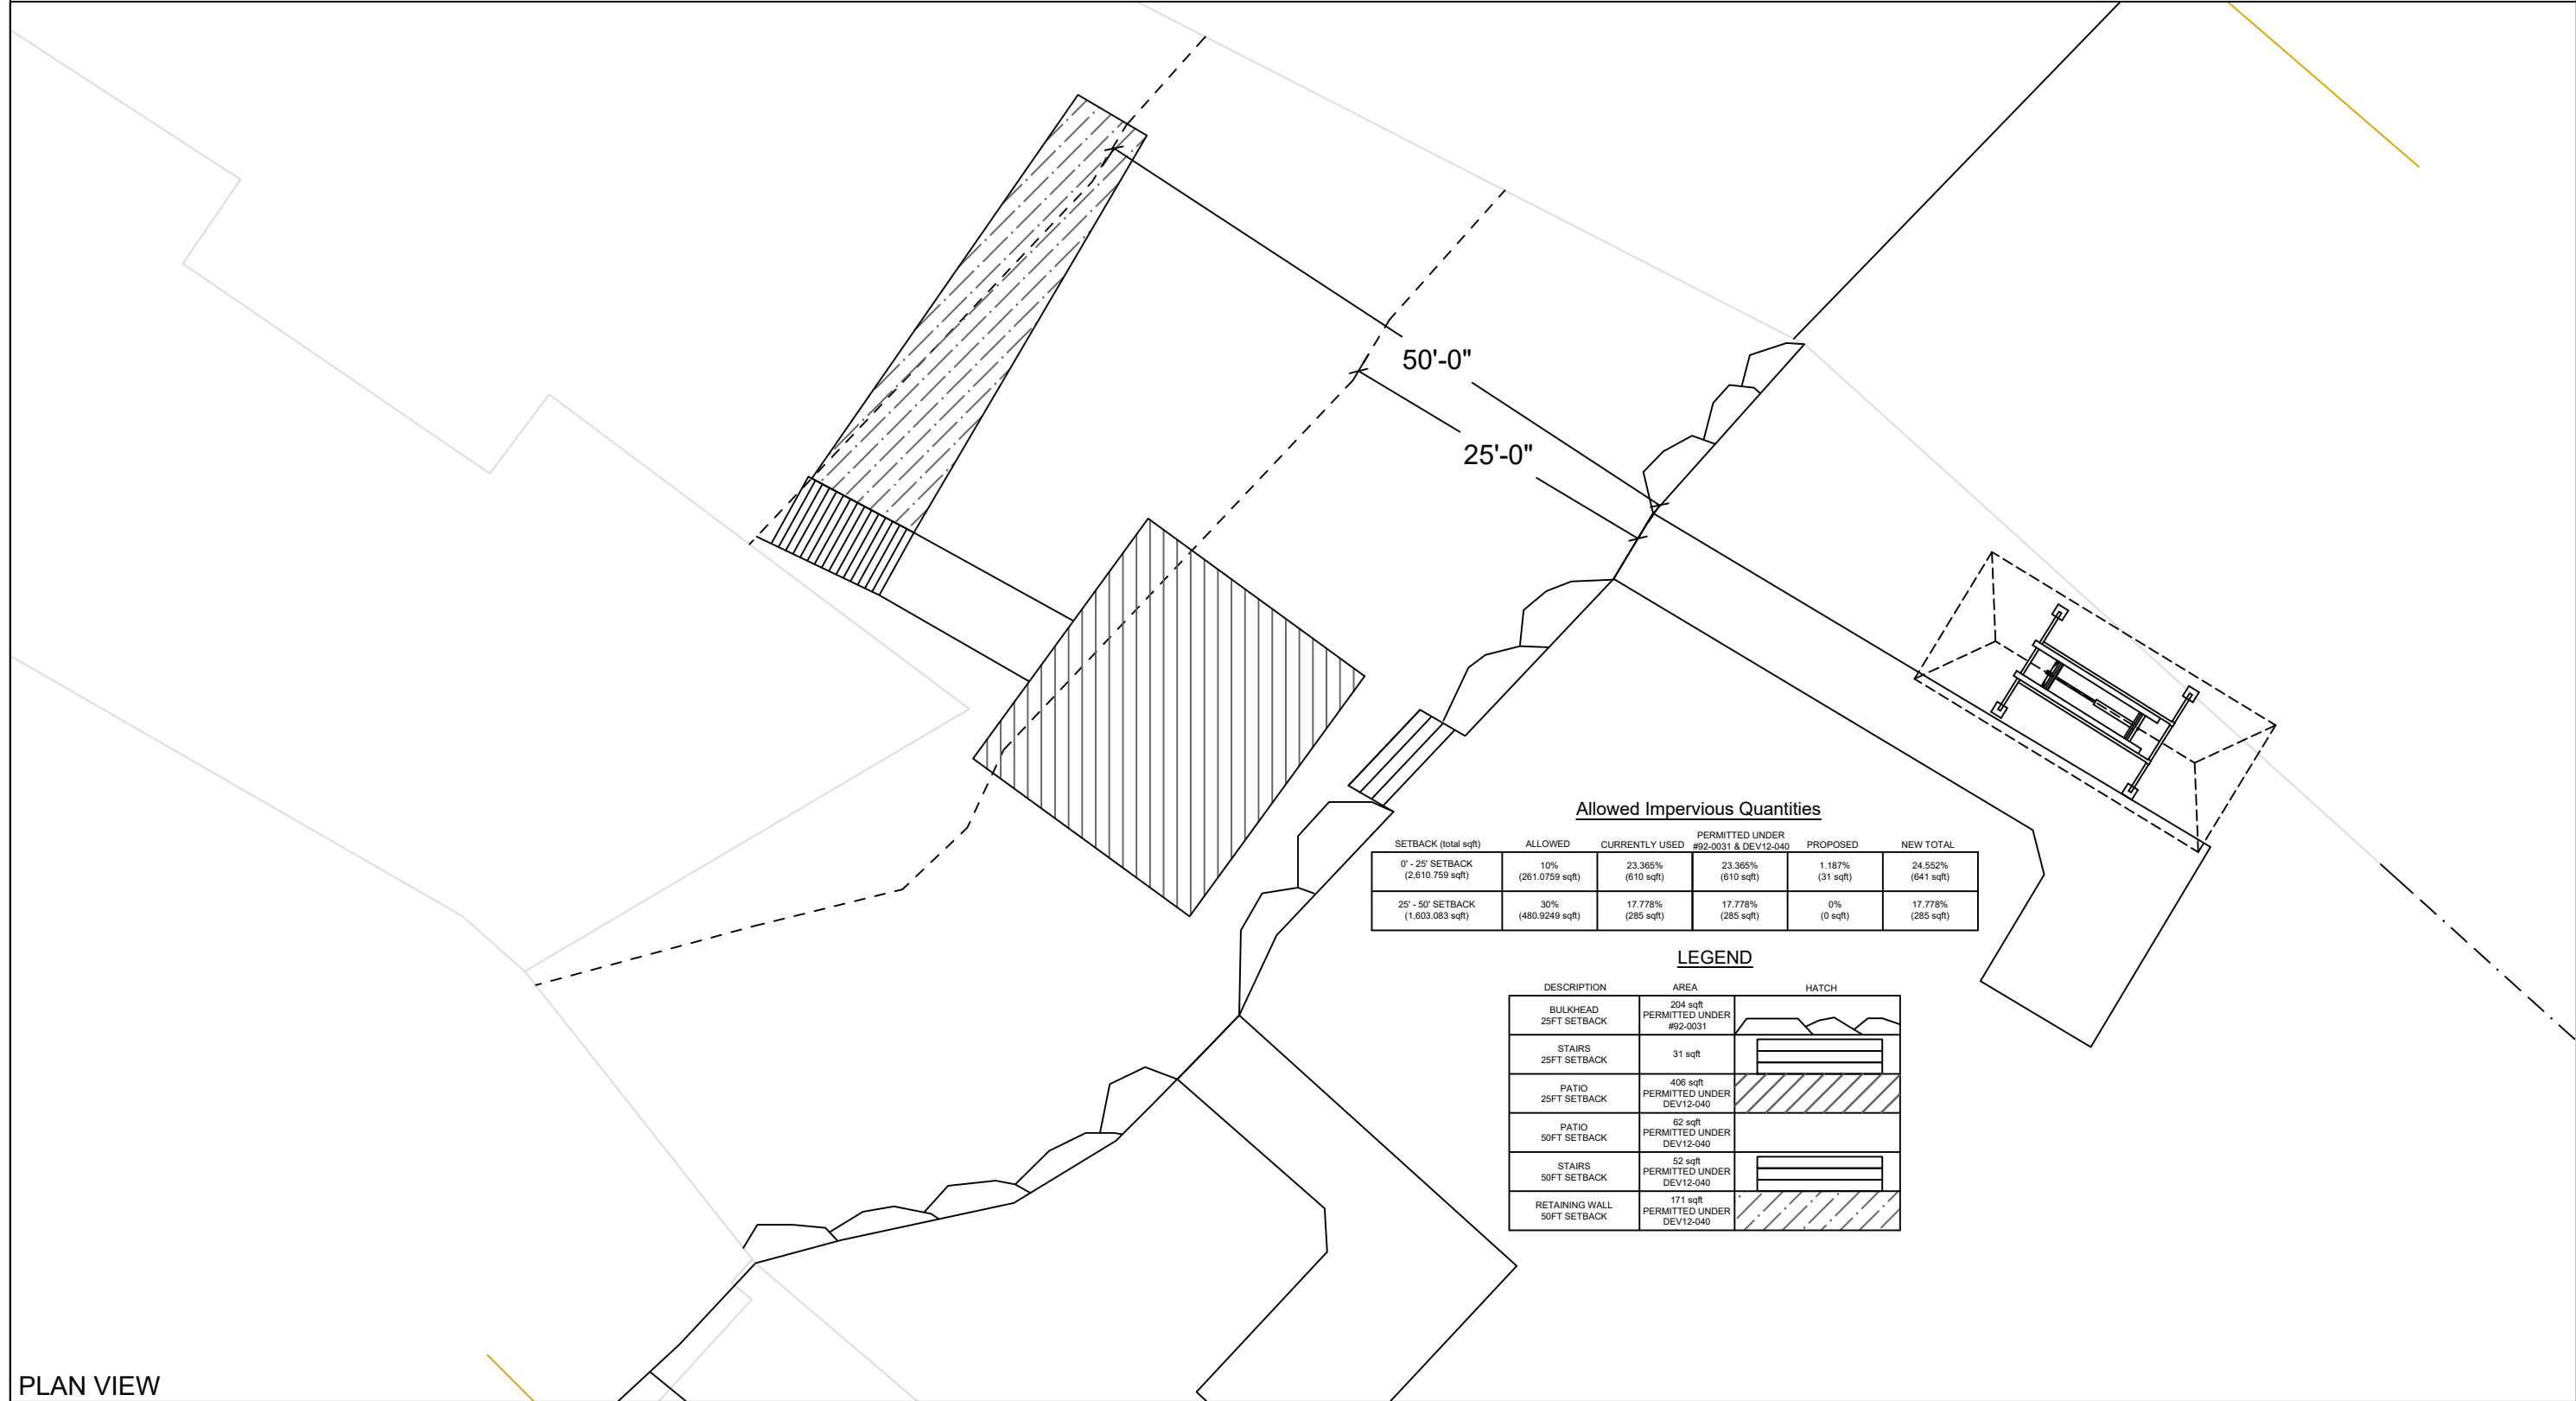 50'-0"
25'-0"
Allowed Impervious Quantities
SETBACK (total sqft) ALLOWED CURRENTLY USED PERMITTED UNDER #92-0031 & DEV12-040 PROPOSED NEW TOTAL
0' - 25' SETBACK (2,610.759 sqft) 10% (261.0759 sqft) 23.365% (610 sqft) 23.365% (610 sqft) 1.187% (31 sqft) 24.552% (641 sqft)
25' - 50' SETBACK (1,603.083 sqft) 30% (480.9249 sqft) 17.778% (285 sqft) 17.778% (285 sqft) 0% (0 sqft) 17.778% (285 sqft)
LEGEND
DESCRIPTION AREA HATCH
BULKHEAD 25FT SETBACK 204 sqft PERMITTED UNDER #92-0031
STAIRS 25FT SETBACK 31 sqft
PATIO 25FT SETBACK 406 sqft PERMITTED UNDER DEV12-040
PATIO 50FT SETBACK 62 sqft PERMITTED UNDER DEV12-040
STAIRS 50FT SETBACK 52 sqft PERMITTED UNDER DEV12-040
RETAINING WALL 50FT SETBACK 171 sqft PERMITTED UNDER DEV12-040
PLAN VIEW